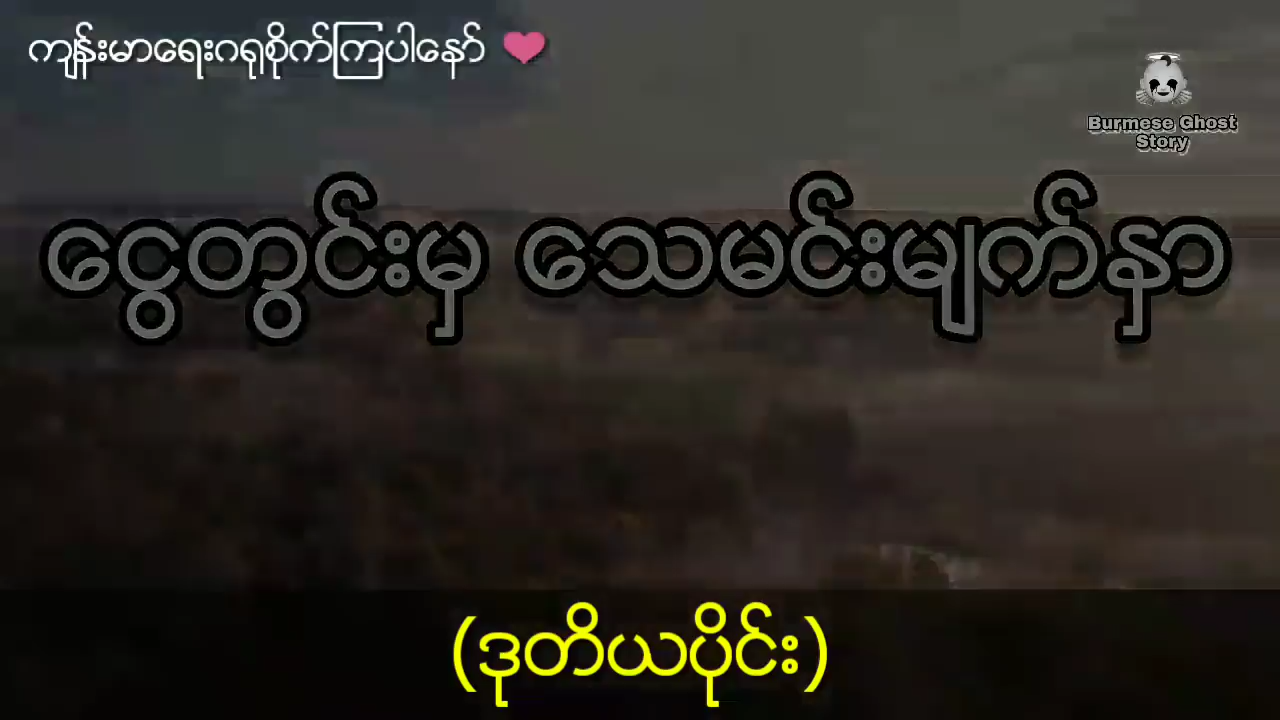 ကျန်းမာရေးဂရုစိုက်ကြပါနော် ❤
Burmese Ghost
Story
ငွေတွင်းမှ သေမင်းမျက်နှာ
(ဒုတိယပိုင်း)